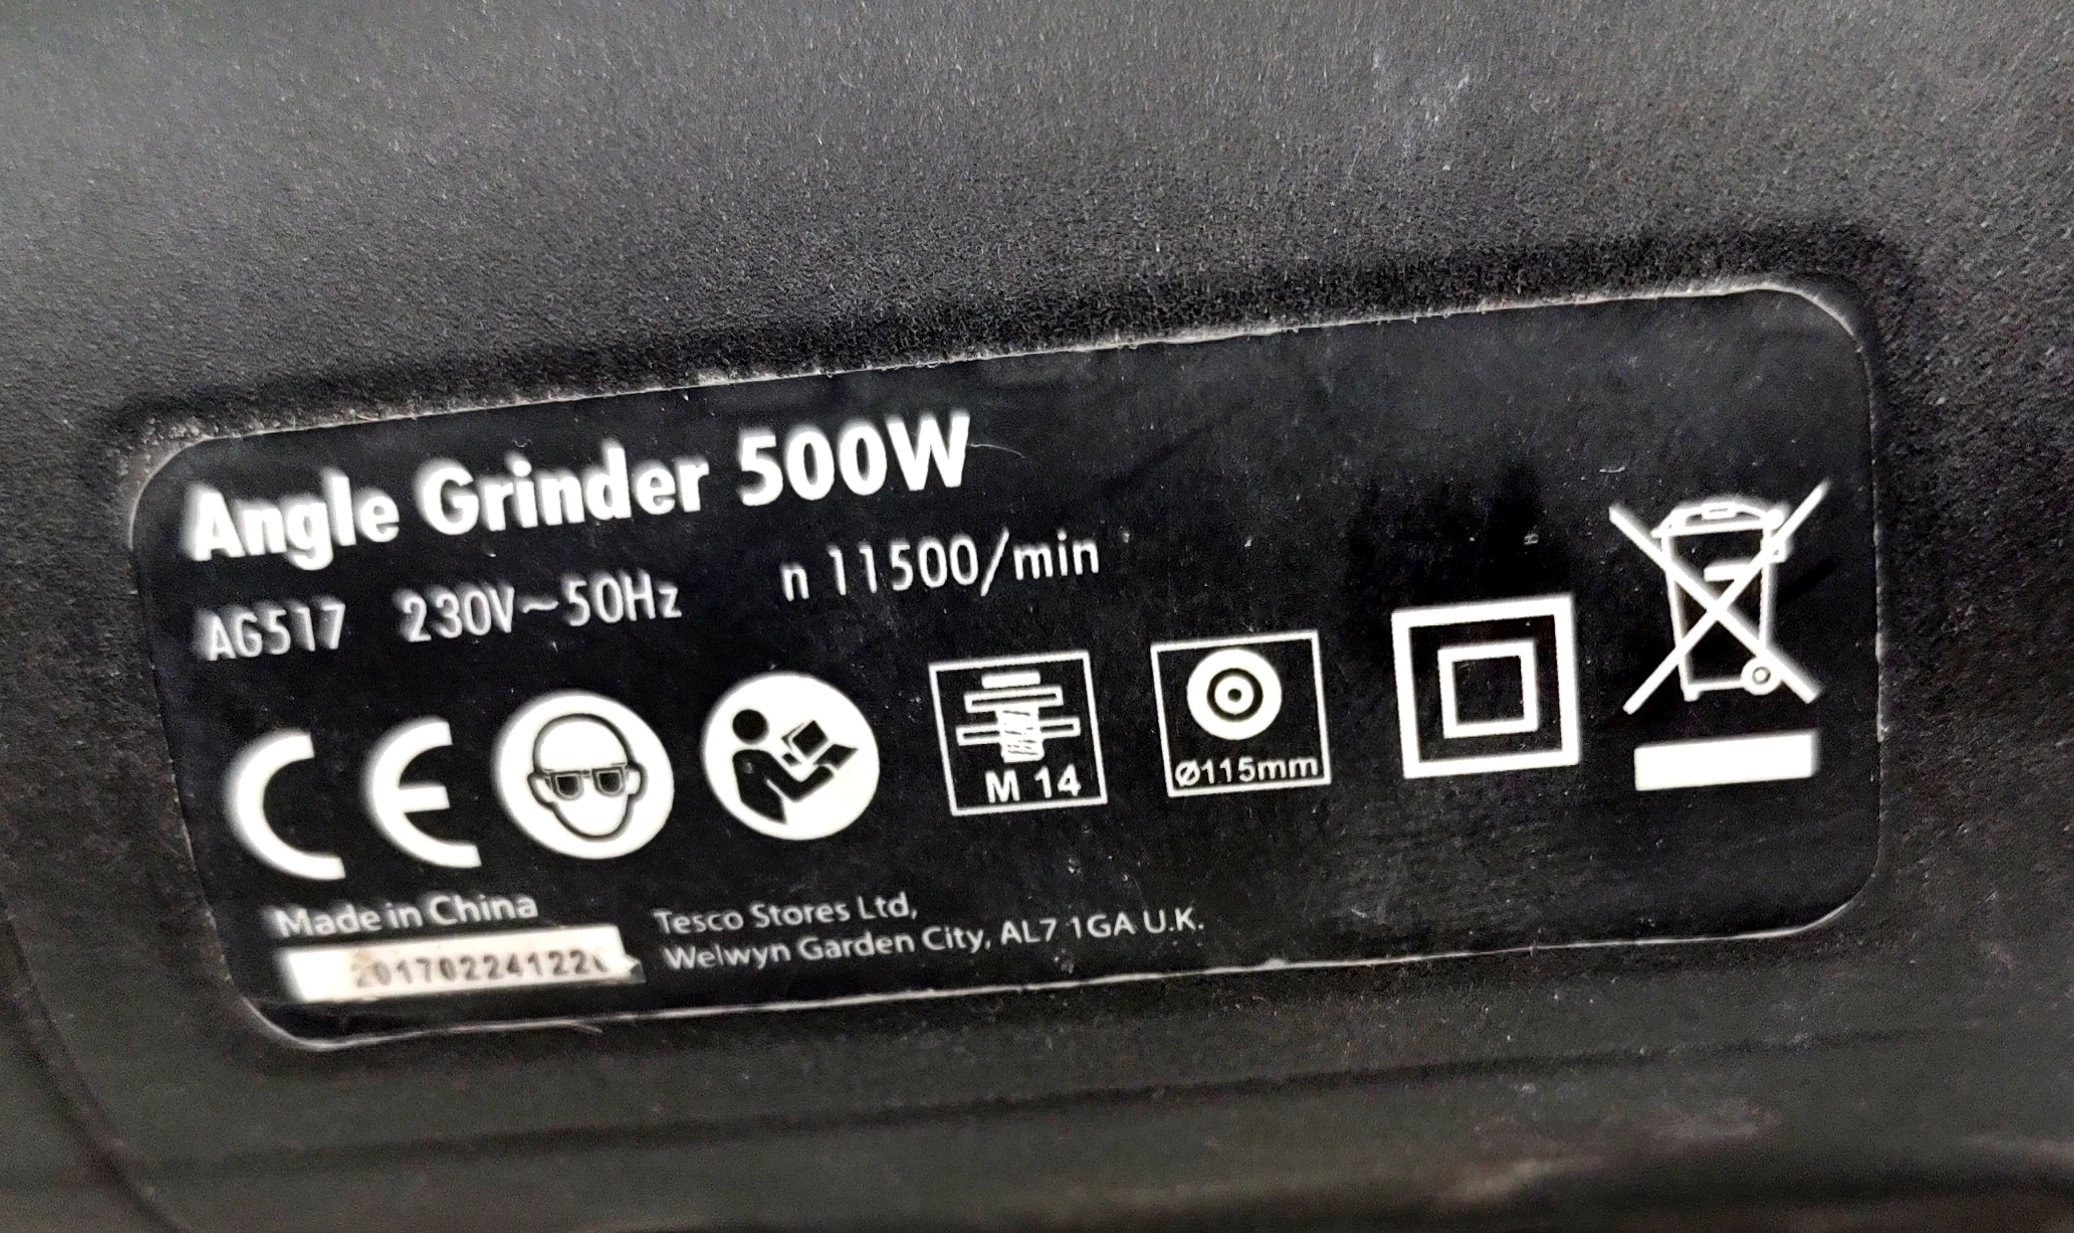 Angle Grinder 500W
AG517 230V~50Hz n 11500/min
CE
M 14
Ø115mm
Made in China
Tesco Stores Ltd,
Welwyn Garden City, AL7 1GA U.K.